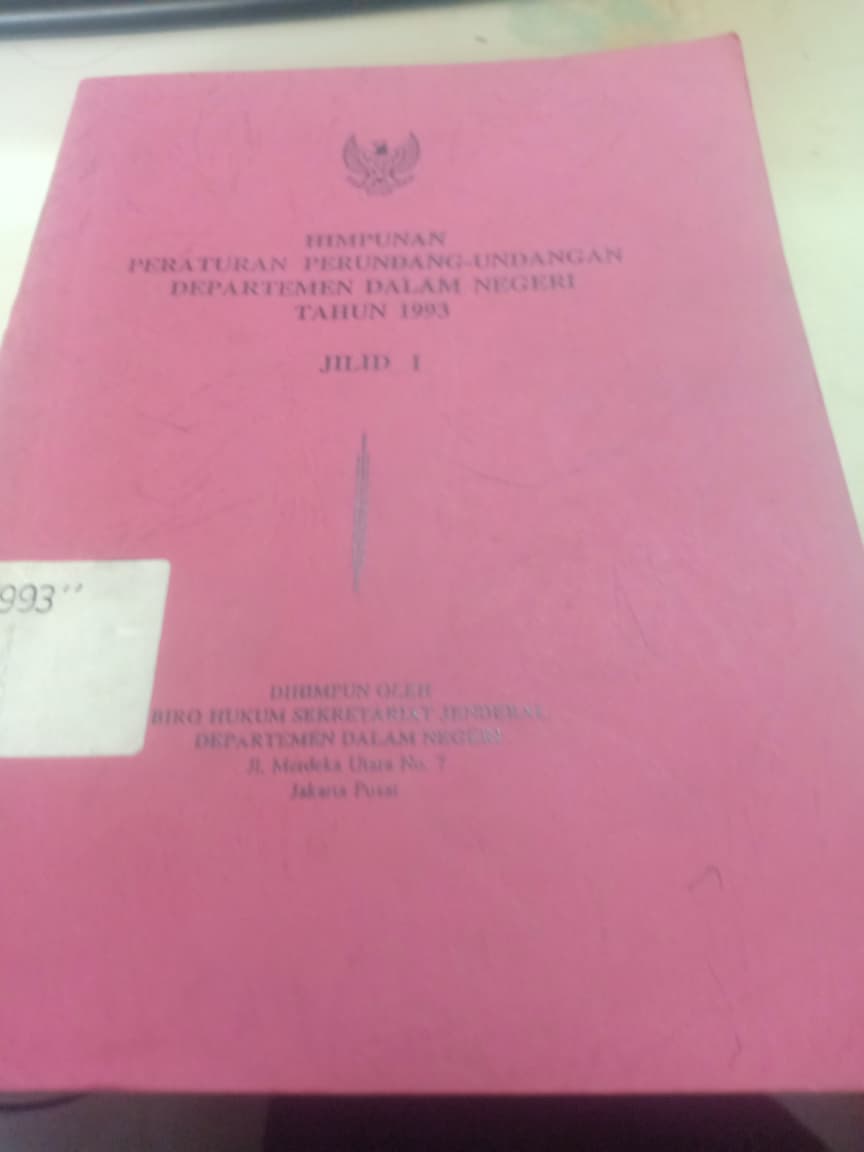 HIMPUNAN
PERATURAN PERUNDANG-UNDANGAN
DEPARTEMEN DALAM NEGERI
TAHUN 1993
JILID I
993"
DIHIMPUN OLEH
BIRO HUKUM SEKRETARIAT JENDERAL
DEPARTEMEN DALAM NEGERI
Jl. Merdeka Utara No. 7
Jakarta Pusat